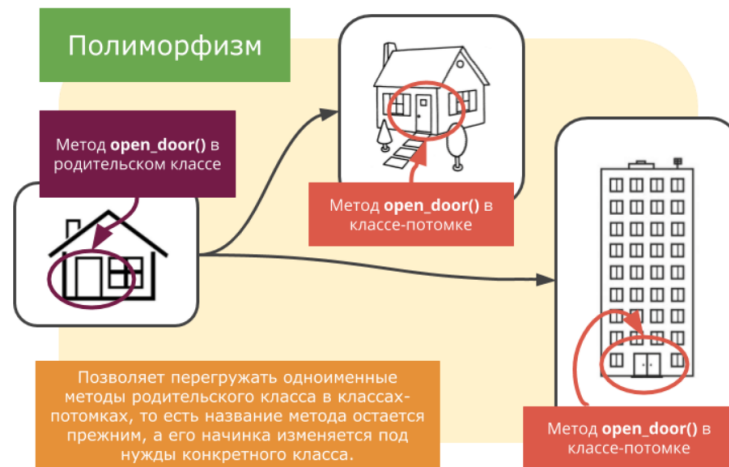 Полиморфизм
Метод open_door() в
родительском классе
Метод open_door() в
классе-потомке
Позволяет перегружать одноименные
методы родительского класса в классах-
потомках, то есть название метода остается
прежним, а его начинка изменяется под
нужды конкретного класса.
Метод open_door() в
классе-потомке